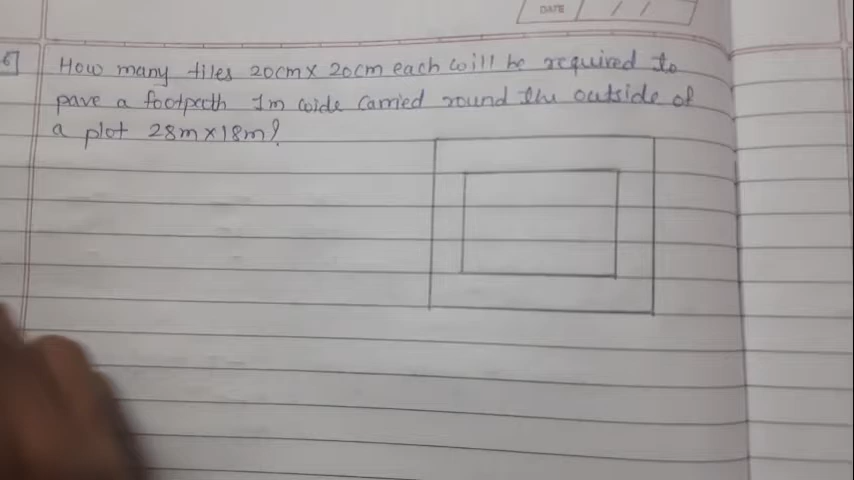 DATE / /
6] How many tiles 20cm x 20cm each will be required to
pave a footpath 1m wide carried round the outside of
a plot 28m x 18m?